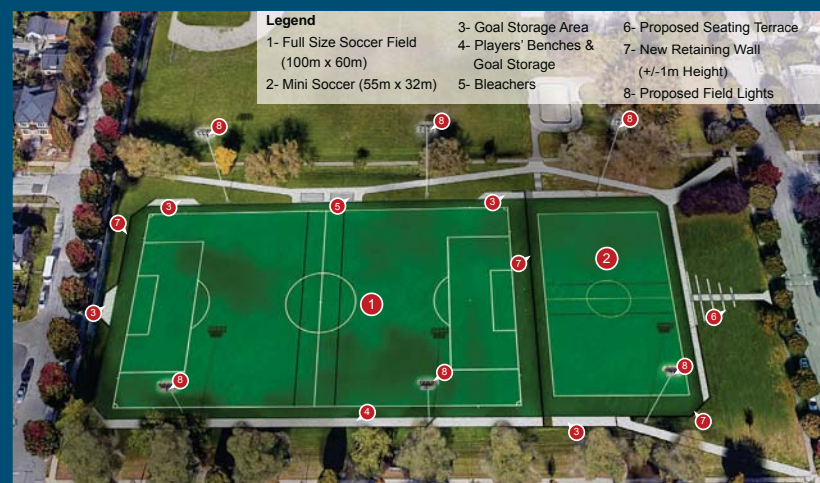 Legend
1- Full Size Soccer Field
(100m x 60m)
2- Mini Soccer (55m x 32m)
3- Goal Storage Area
4- Players' Benches &
Goal Storage
5- Bleachers
6- Proposed Seating Terrace
7- New Retaining Wall
(+/-1m Height)
8- Proposed Field Lights
8
8
8
3
5
3
7
7
2
1
3
6
8
8
8
4
3
7